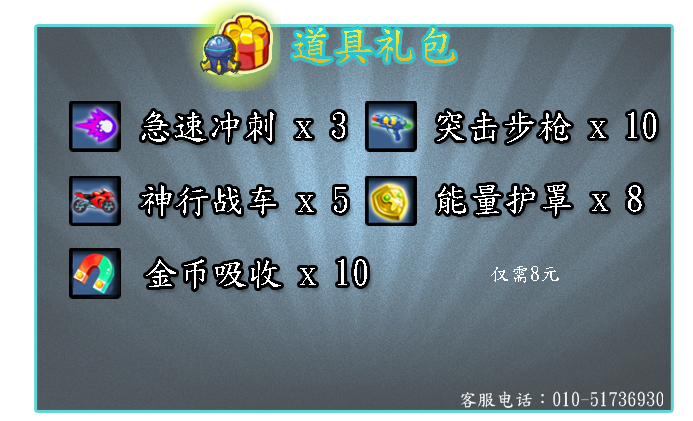 道具礼包
急速冲刺 x 3
突击步枪 x 10
神行战车 x 5
能量护罩 x 8
金币吸收 x 10
仅需8元
客服电话：010-51736930